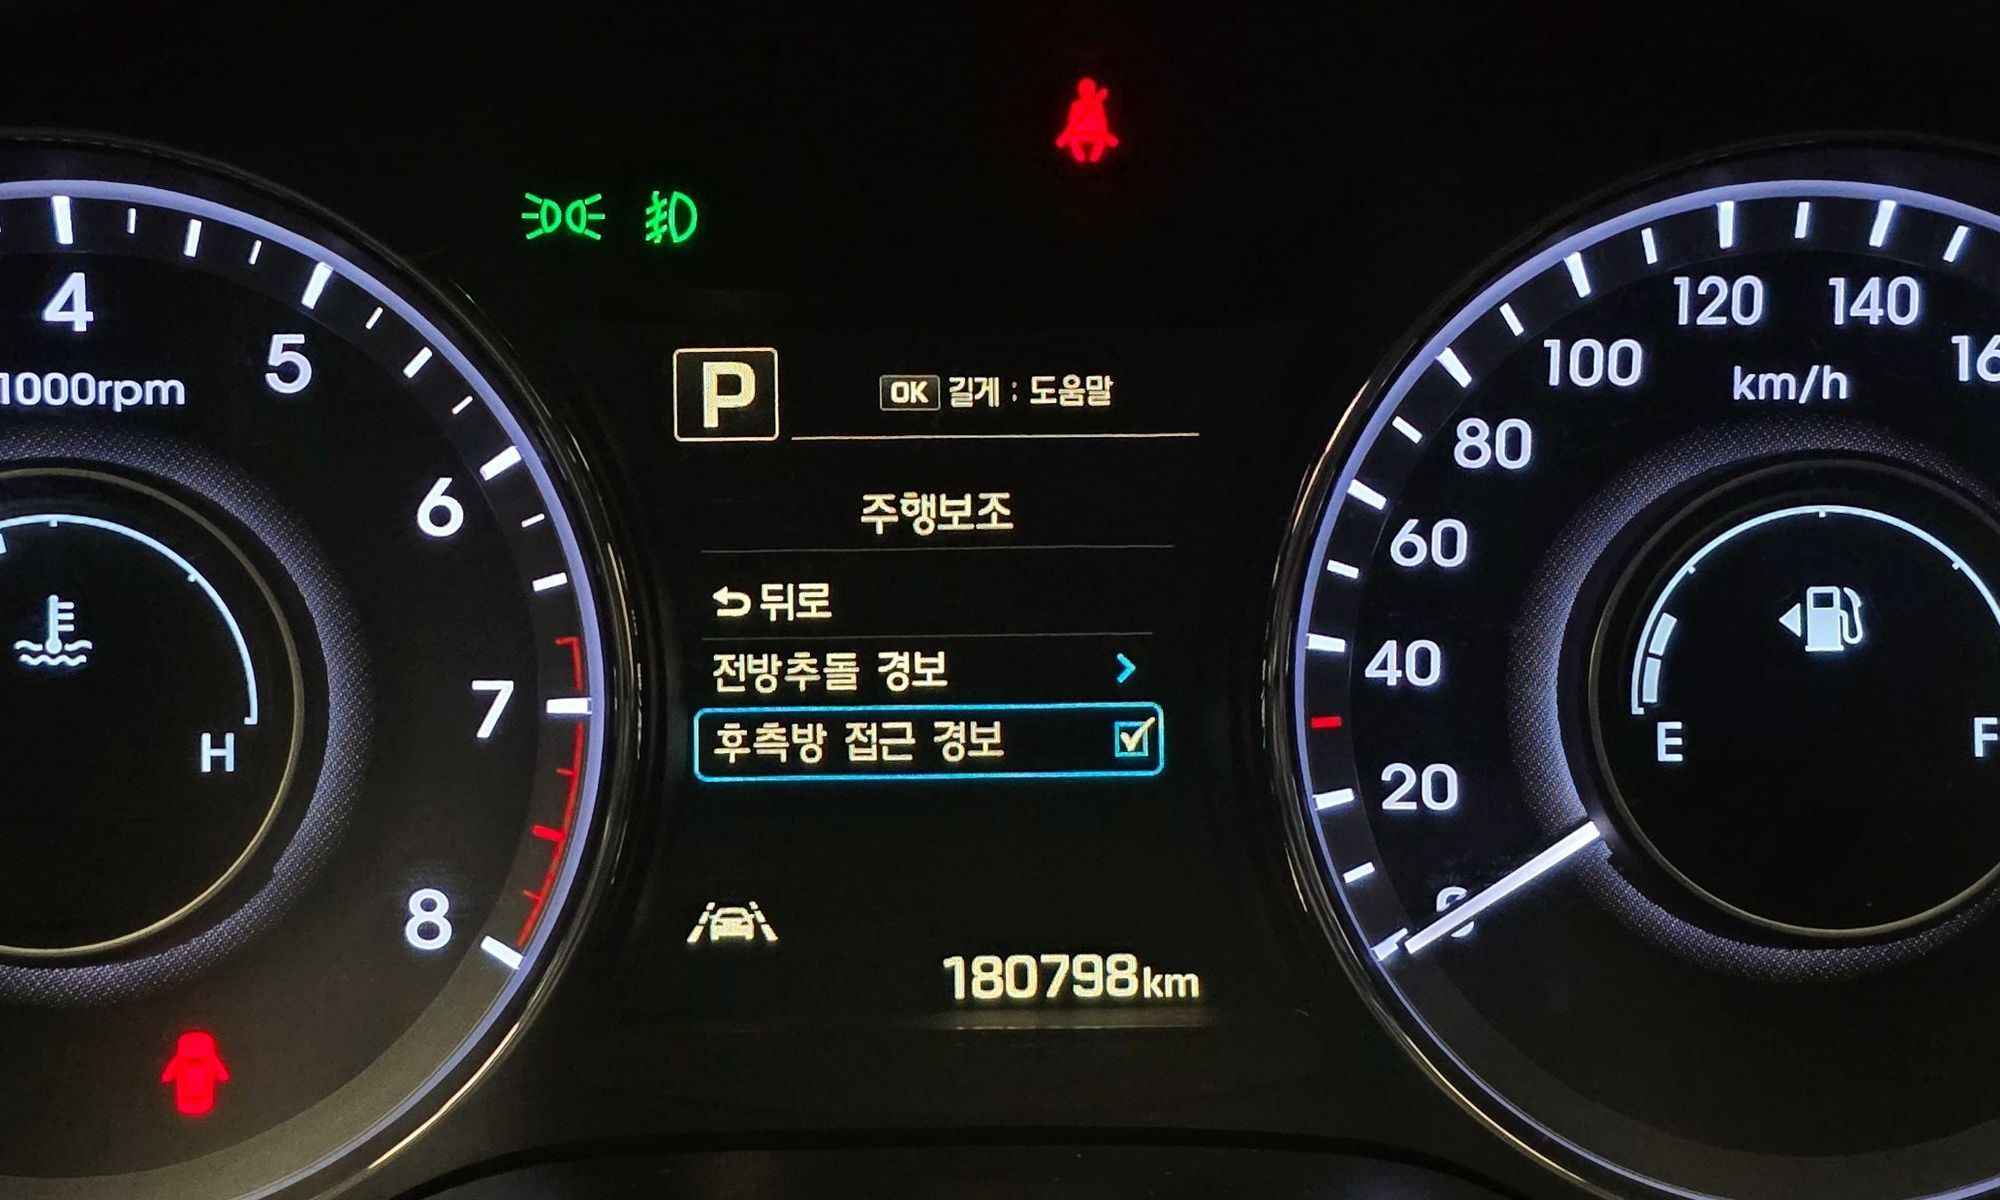 4
5
1000rpm
6
7
8
H
P
OK 길게 : 도움말
주행보조
뒤로
전방추돌 경보
후측방 접근 경보
180798km
120
140
100
km/h
80
60
40
20
0
E
F